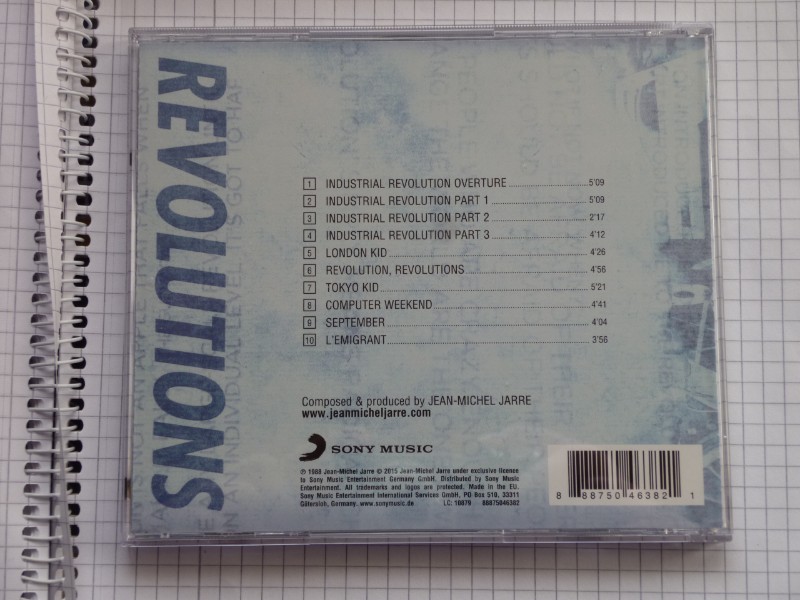 REVOLUTIONS
1 INDUSTRIAL REVOLUTION OVERTURE 5'09
2 INDUSTRIAL REVOLUTION PART 1 5'09
3 INDUSTRIAL REVOLUTION PART 2 2'17
4 INDUSTRIAL REVOLUTION PART 3 4'12
5 LONDON KID 4'26
6 REVOLUTION, REVOLUTIONS 4'56
7 TOKYO KID 5'21
8 COMPUTER WEEKEND 4'41
9 SEPTEMBER 4'04
10 L'EMIGRANT 3'56
Composed & produced by JEAN-MICHEL JARRE
www.jeanmicheljarre.com
SONY MUSIC
℗ 1988 Jean-Michel Jarre © 2015 Jean-Michel Jarre under exclusive licence
to Sony Music Entertainment Germany GmbH. Distributed by Sony Music
Entertainment. All trademarks and logos are protected. Made in the EU.
Sony Music Entertainment International Services GmbH, PO Box 518, 33311
Gütersloh, Germany. www.sonymusic.de LC: 10879 88875046382
8 88750 46382 1